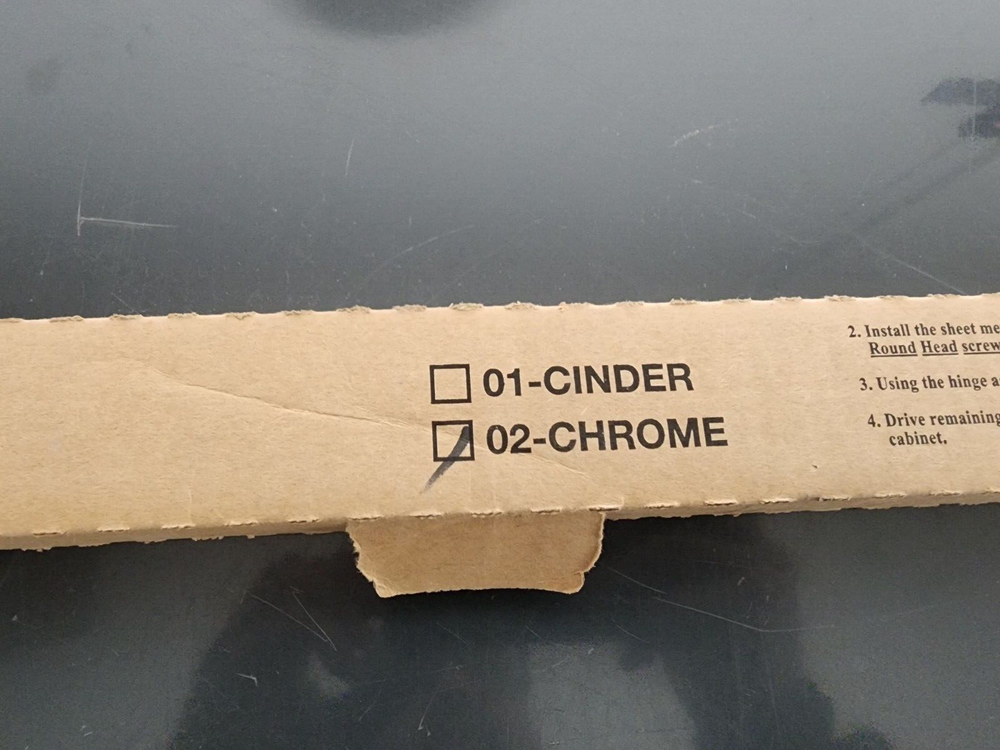 01-CINDER
02-CHROME
2. Install the sheet me
Round Head screw
3. Using the hinge a
4. Drive remaining
cabinet.